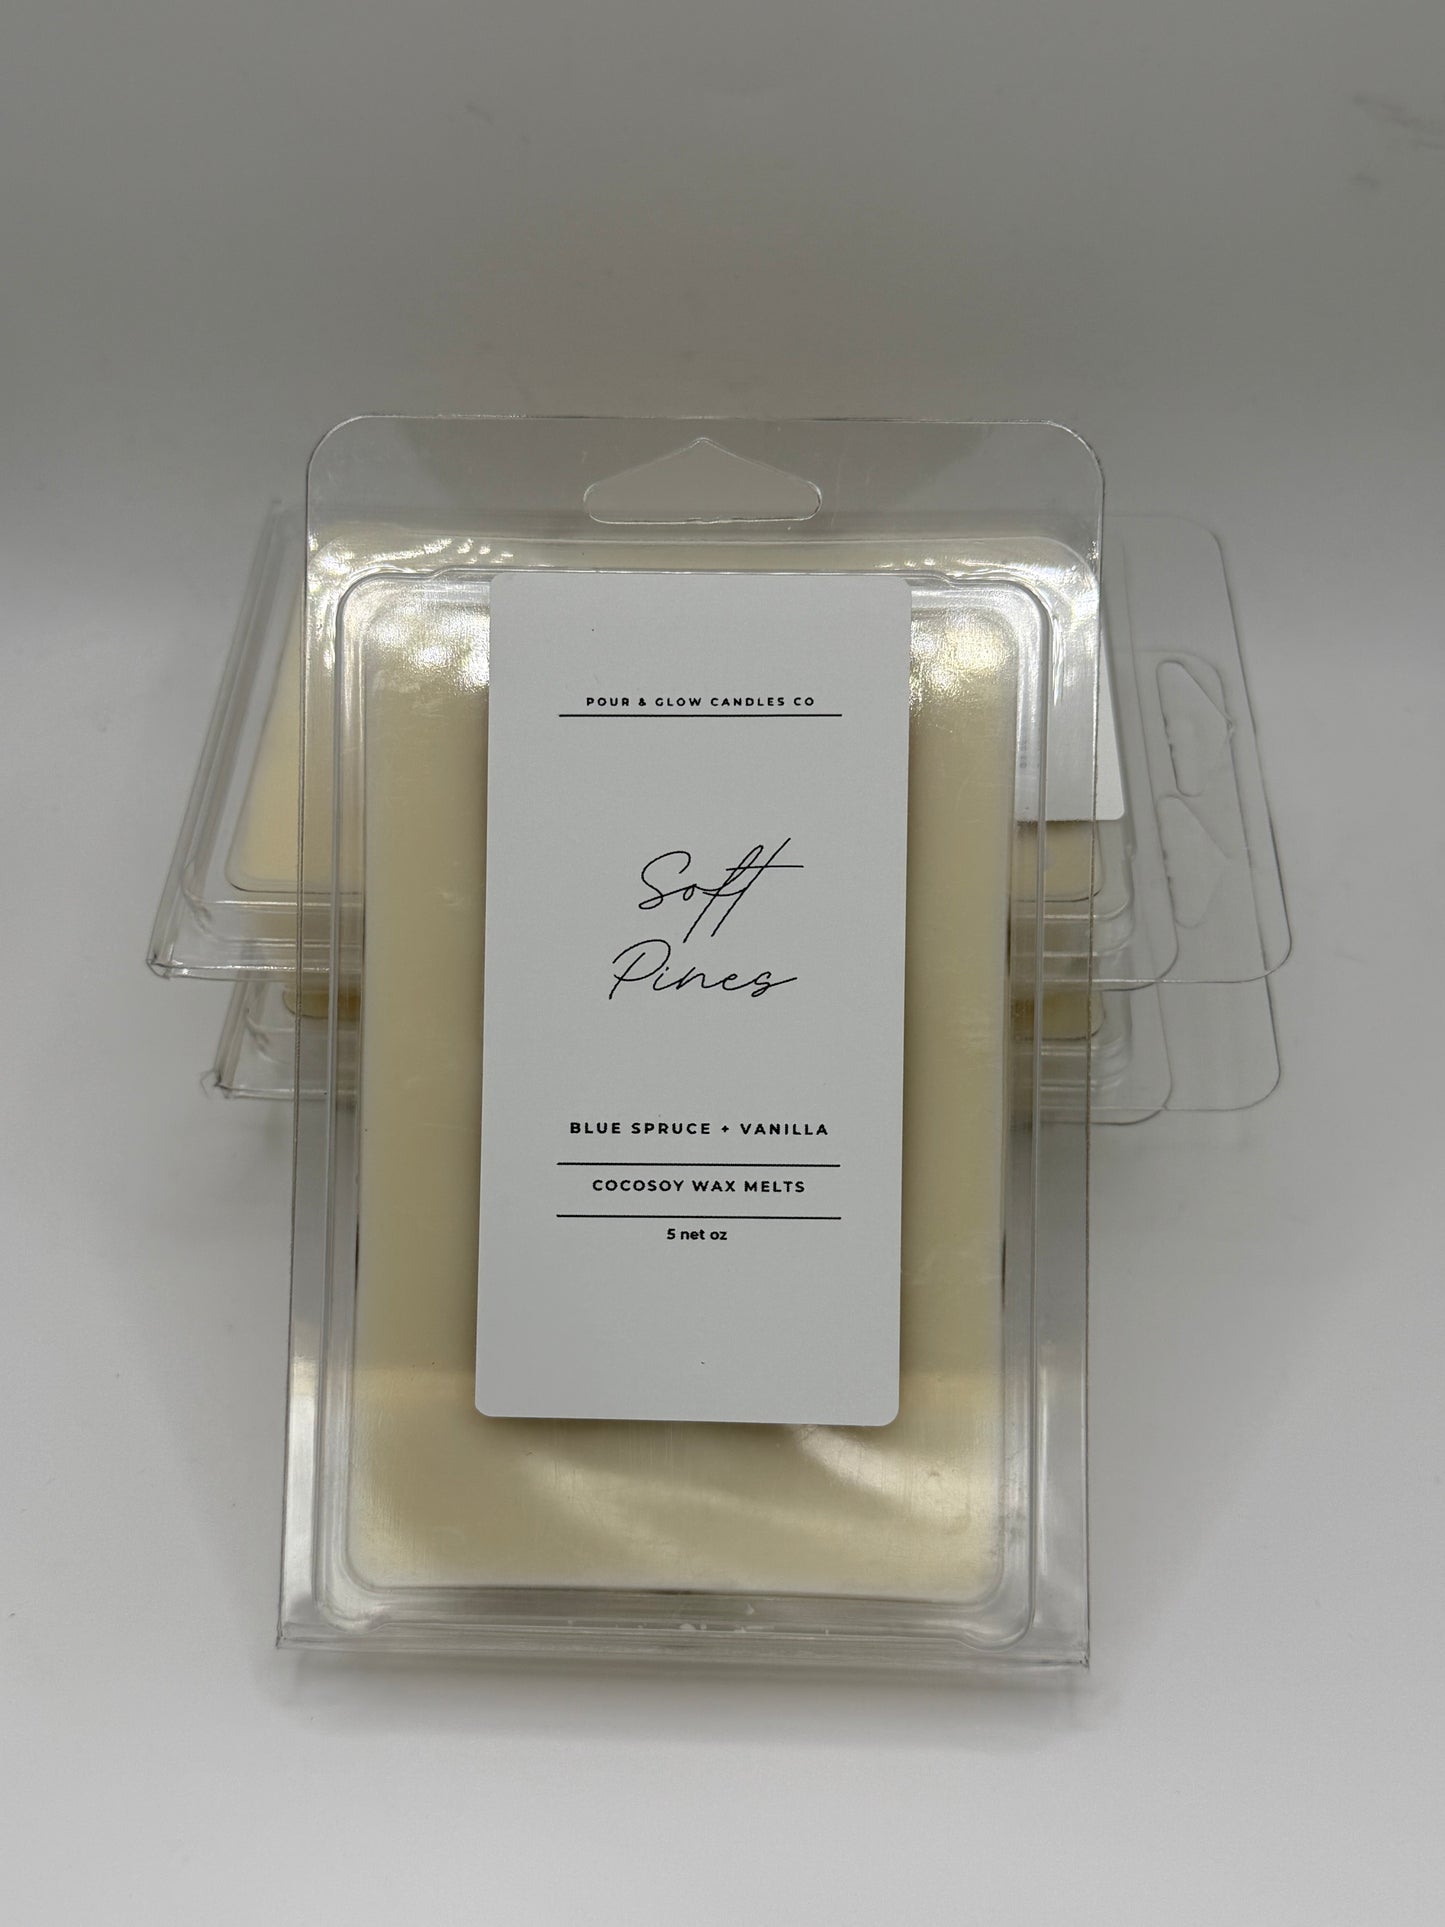 POUR & GLOW CANDLES CO
Soft
Pines
BLUE SPRUCE + VANILLA
COCOSOY WAX MELTS
5 net oz